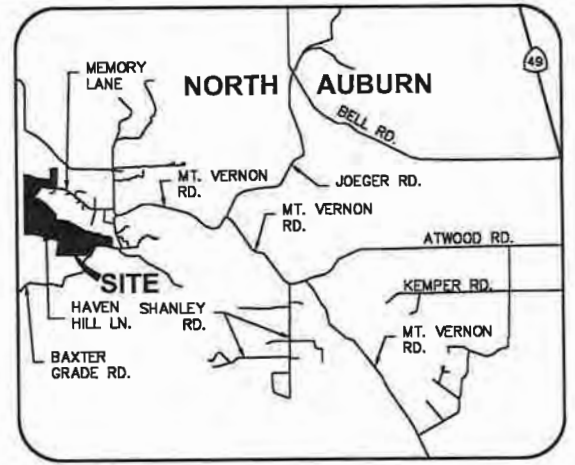 MEMORY
LANE
NORTH AUBURN
49
BELL RD.
MT. VERNON
RD.
JOEGER RD.
MT. VERNON
RD.
ATWOOD RD.
SITE
KEMPER RD.
HAVEN
HILL LN.
SHANLEY
RD.
MT. VERNON
RD.
BAXTER
GRADE RD.